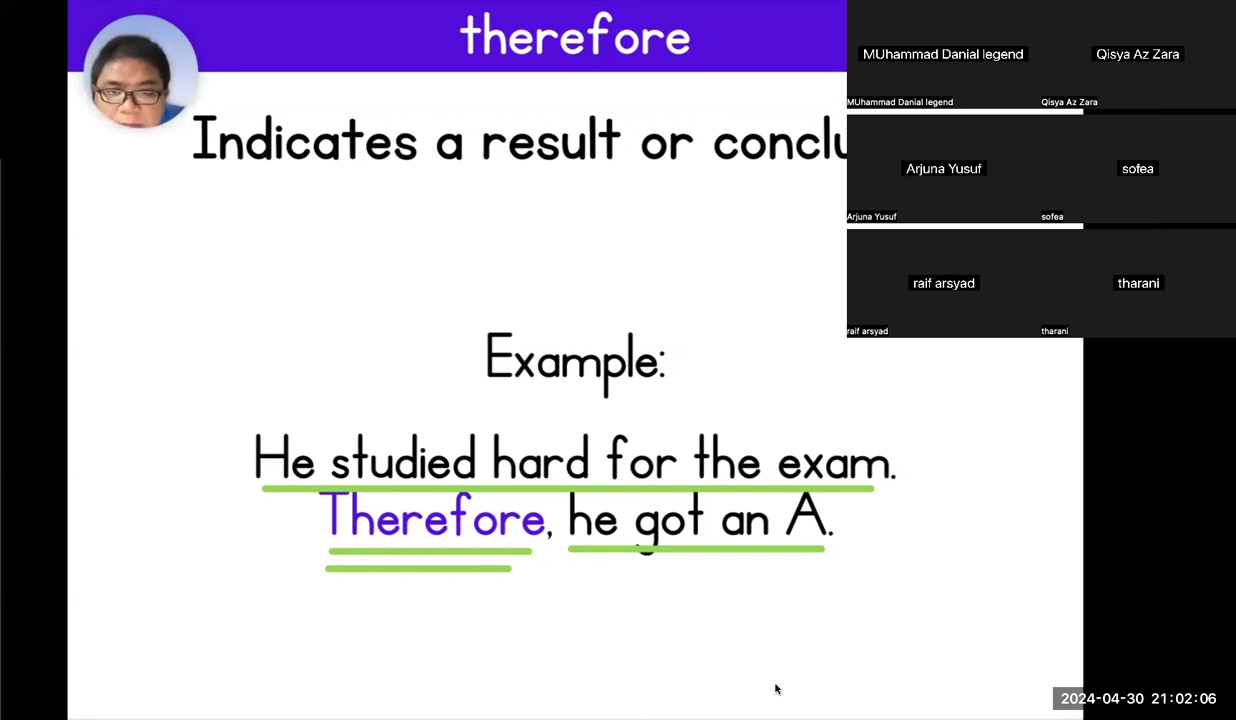 therefore
Indicates a result or
Example:
He studied hard for the exam.
Therefore, he got an A.
MUhammad Danial legend
MUhammad Danial legend
Qisya Az Zara
Qisya Az Zara
Arjuna Yusuf
Arjuna Yusuf
sofea
sofea
raif arsyad
raif arsyad
tharani
tharani
2024-04-30 21:02:06